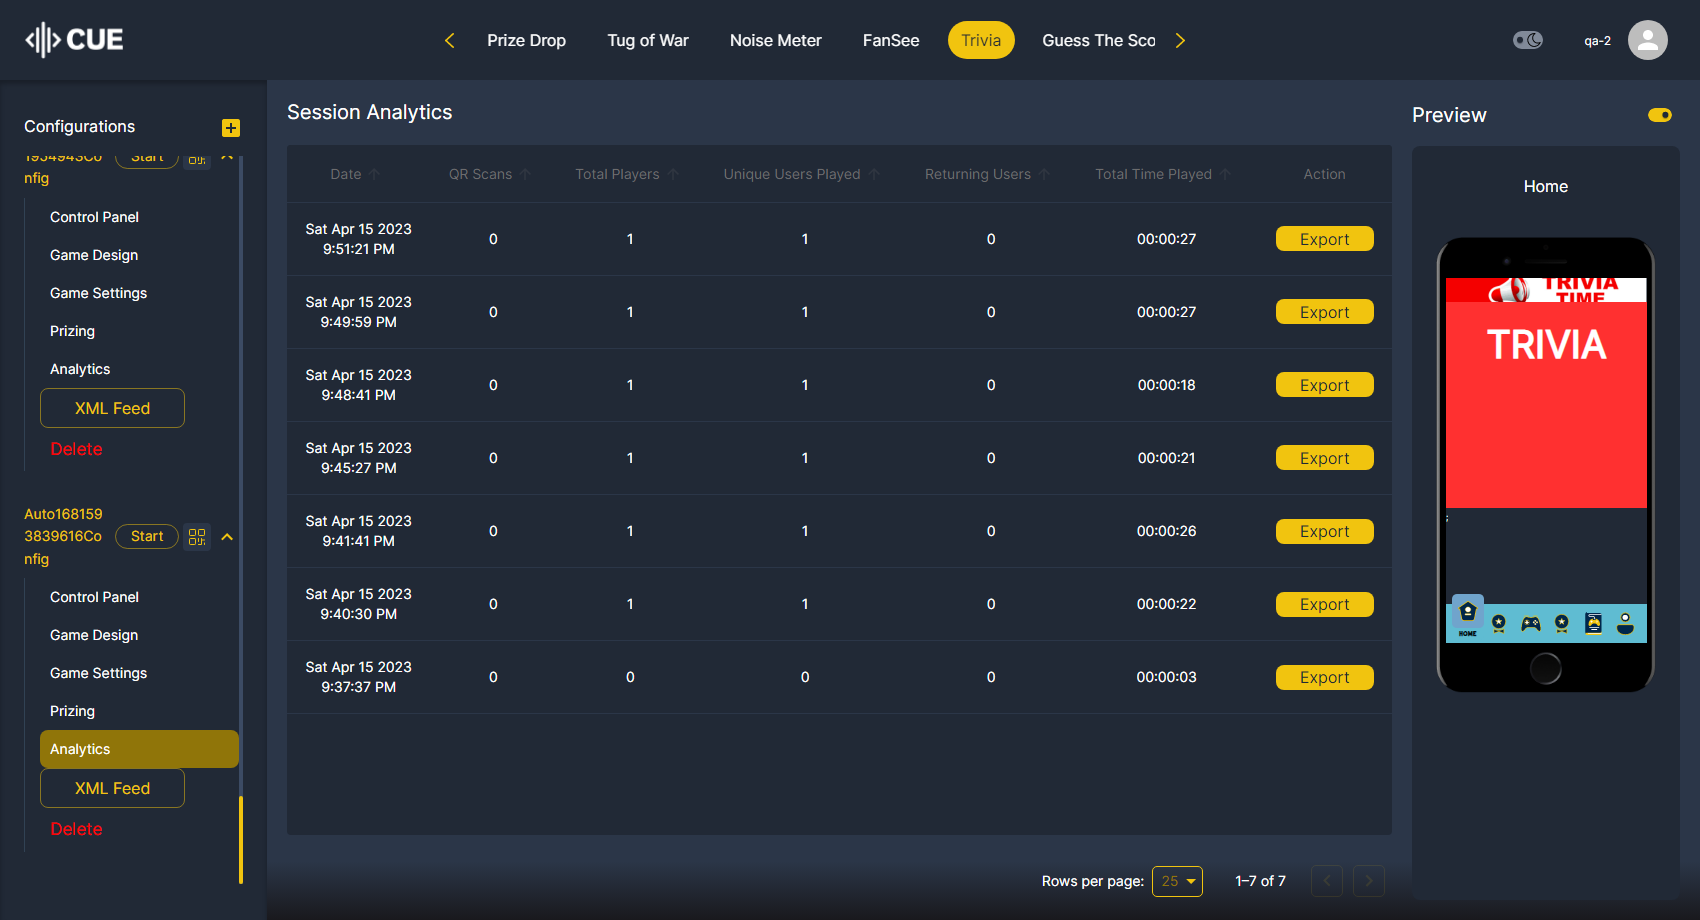 CUE
Prize Drop
Tug of War
Noise Meter
FanSee
Trivia
Guess The Sco
qa-2
Configurations
1954943Co
nfig
Start
Control Panel
Game Design
Game Settings
Prizing
Analytics
XML Feed
Delete
Auto168159
3839616Co
nfig
Start
Control Panel
Game Design
Game Settings
Prizing
Analytics
XML Feed
Delete
Session Analytics
Date QR Scans Total Players Unique Users Played Returning Users Total Time Played Action
Sat Apr 15 2023
9:51:21 PM 0 1 1 0 00:00:27 Export
Sat Apr 15 2023
9:49:59 PM 0 1 1 0 00:00:27 Export
Sat Apr 15 2023
9:48:41 PM 0 1 1 0 00:00:18 Export
Sat Apr 15 2023
9:45:27 PM 0 1 1 0 00:00:21 Export
Sat Apr 15 2023
9:41:41 PM 0 1 1 0 00:00:26 Export
Sat Apr 15 2023
9:40:30 PM 0 1 1 0 00:00:22 Export
Sat Apr 15 2023
9:37:37 PM 0 0 0 0 00:00:03 Export
Rows per page: 25 1–7 of 7
Preview
Home
TRIVIA
TIME
TRIVIA
;
HOME